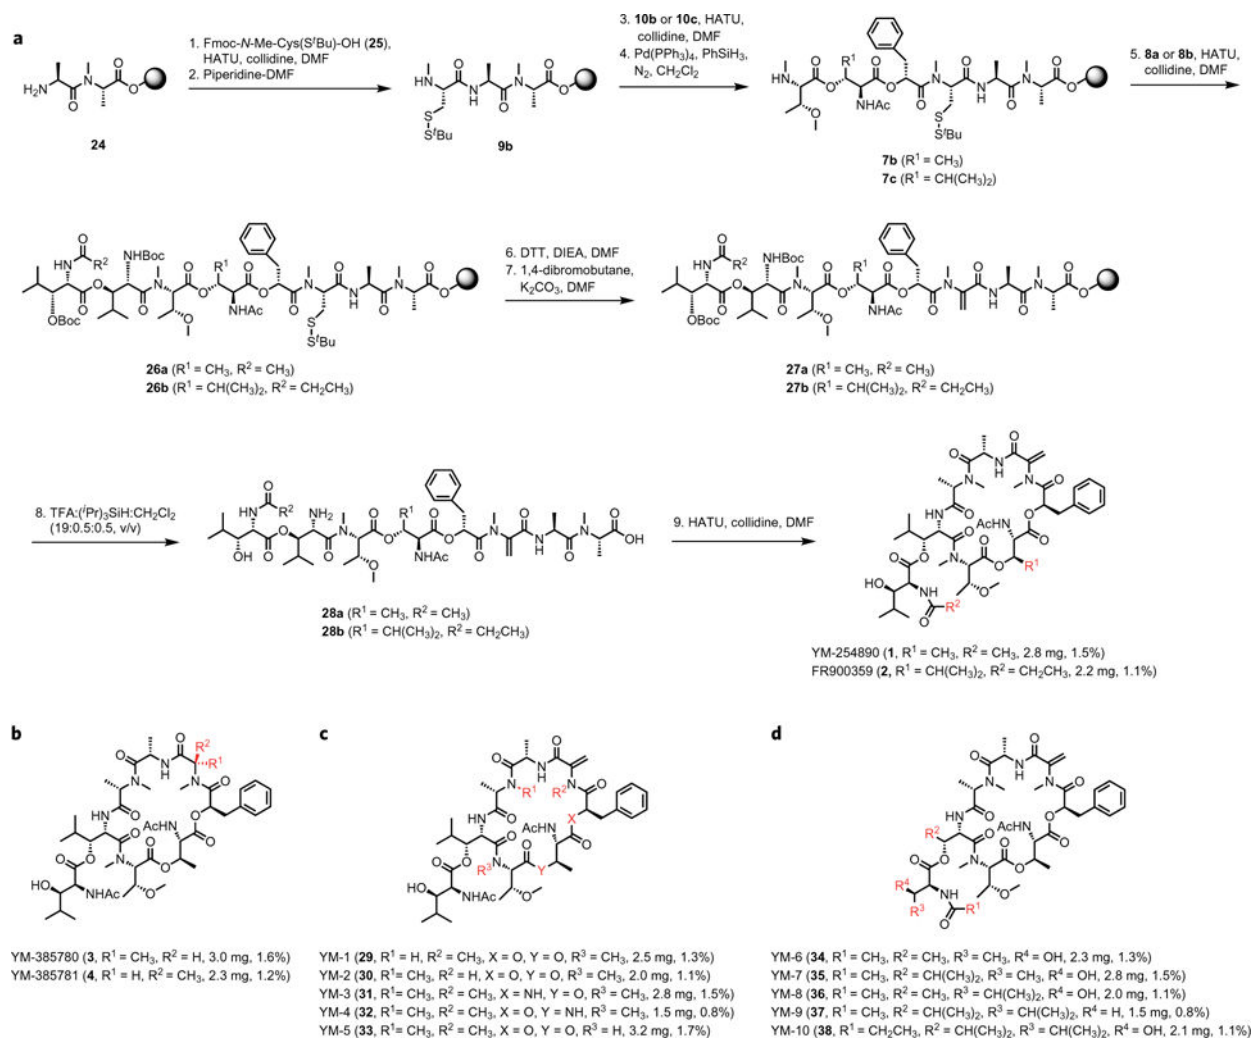 a
1. Fmoc-N-Me-Cys(SᵗBu)-OH (25),
HATU, collidine, DMF
2. Piperidine-DMF
24
9b
3. 10b or 10c, HATU,
collidine, DMF
4. Pd(PPh₃)₄, PhSiH₃,
N₂, CH₂Cl₂
7b (R¹ = CH₃)
7c (R¹ = CH(CH₃)₂)
5. 8a or 8b, HATU,
collidine, DMF
26a (R¹ = CH₃, R² = CH₃)
26b (R¹ = CH(CH₃)₂, R² = CH₂CH₃)
6. DTT, DIEA, DMF
7. 1,4-dibromobutane,
K₂CO₃, DMF
27a (R¹ = CH₃, R² = CH₃)
27b (R¹ = CH(CH₃)₂, R² = CH₂CH₃)
8. TFA:(ⁱPr)₃SiH:CH₂Cl₂
(19:0.5:0.5, v/v)
28a (R¹ = CH₃, R² = CH₃)
28b (R¹ = CH(CH₃)₂, R² = CH₂CH₃)
9. HATU, collidine, DMF
YM-254890 (1, R¹ = CH₃, R² = CH₃, 2.8 mg, 1.5%)
FR900359 (2, R¹ = CH(CH₃)₂, R² = CH₂CH₃, 2.2 mg, 1.1%)
b
YM-385780 (3, R¹ = CH₃, R² = H, 3.0 mg, 1.6%)
YM-385781 (4, R¹ = H, R² = CH₃, 2.3 mg, 1.2%)
c
YM-1 (29, R¹ = H, R² = CH₃, X = O, Y = O, R³ = CH₃, 2.5 mg, 1.3%)
YM-2 (30, R¹ = CH₃, R² = H, X = O, Y = O, R³ = CH₃, 2.0 mg, 1.1%)
YM-3 (31, R¹ = CH₃, R² = CH₃, X = NH, Y = O, R³ = CH₃, 2.8 mg, 1.5%)
YM-4 (32, R¹ = CH₃, R² = CH₃, X = O, Y = NH, R³ = CH₃, 1.5 mg, 0.8%)
YM-5 (33, R¹ = CH₃, R² = CH₃, X = O, Y = O, R³ = H, 3.2 mg, 1.7%)
d
YM-6 (34, R¹ = CH₃, R² = CH₃, R³ = CH₃, R⁴ = OH, 2.3 mg, 1.3%)
YM-7 (35, R¹ = CH₃, R² = CH(CH₃)₂, R³ = CH₃, R⁴ = OH, 2.8 mg, 1.5%)
YM-8 (36, R¹ = CH₃, R² = CH₃, R³ = CH(CH₃)₂, R⁴ = OH, 2.0 mg, 1.1%)
YM-9 (37, R¹ = CH₃, R² = CH(CH₃)₂, R³ = CH(CH₃)₂, R⁴ = H, 1.5 mg, 0.8%)
YM-10 (38, R¹ = CH₂CH₃, R² = CH(CH₃)₂, R³ = CH(CH₃)₂, R⁴ = OH, 2.1 mg, 1.1%)